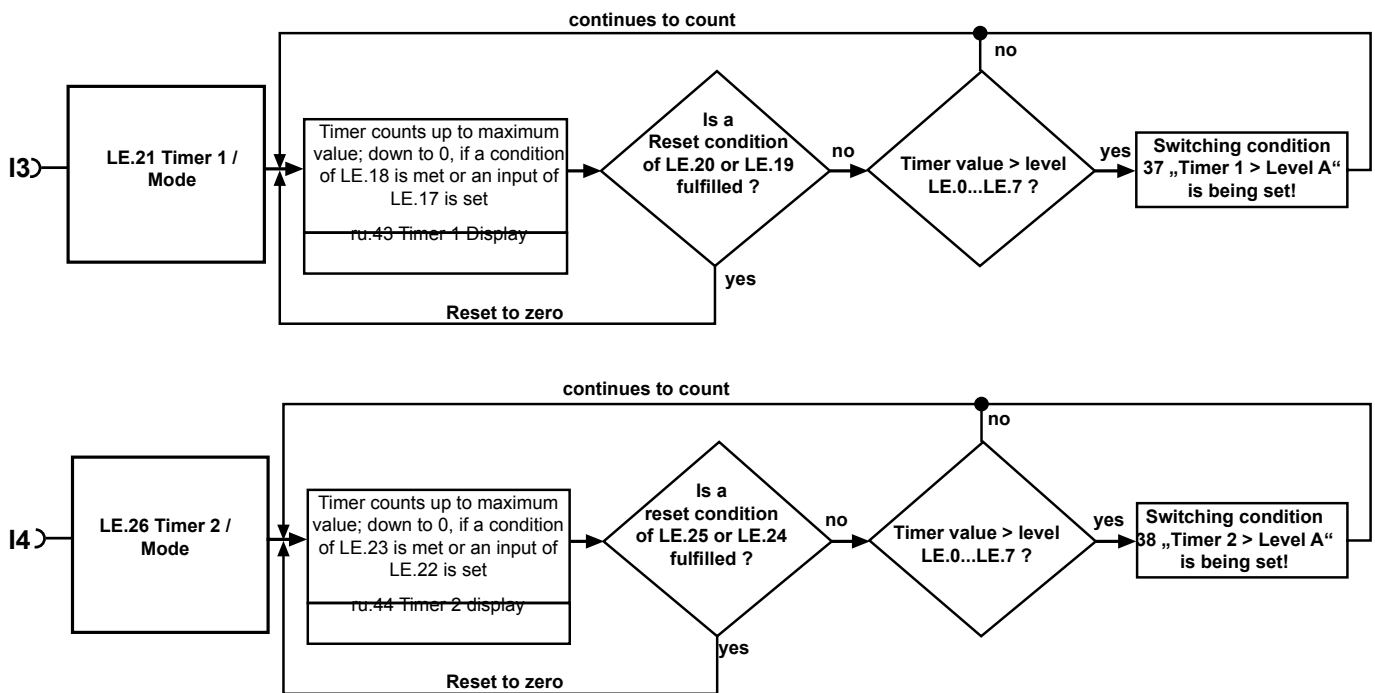 continues to count
no
I3
LE.21 Timer 1 /
Mode
Timer counts up to maximum
value; down to 0, if a condition
of LE.18 is met or an input of
LE.17 is set
ru.43 Timer 1 Display
Is a
Reset condition
of LE.20 or LE.19
fulfilled ?
no
yes
Timer value > level
LE.0...LE.7 ?
yes
Switching condition
37 „Timer 1 > Level A“
is being set!
Reset to zero
continues to count
no
I4
LE.26 Timer 2 /
Mode
Timer counts up to maximum
value; down to 0, if a condition
of LE.23 is met or an input of
LE.22 is set
ru.44 Timer 2 display
Is a
reset condition
of LE.25 or LE.24
fulfilled ?
no
yes
Timer value > level
LE.0...LE.7 ?
yes
Switching condition
38 „Timer 2 > Level A“
is being set!
Reset to zero